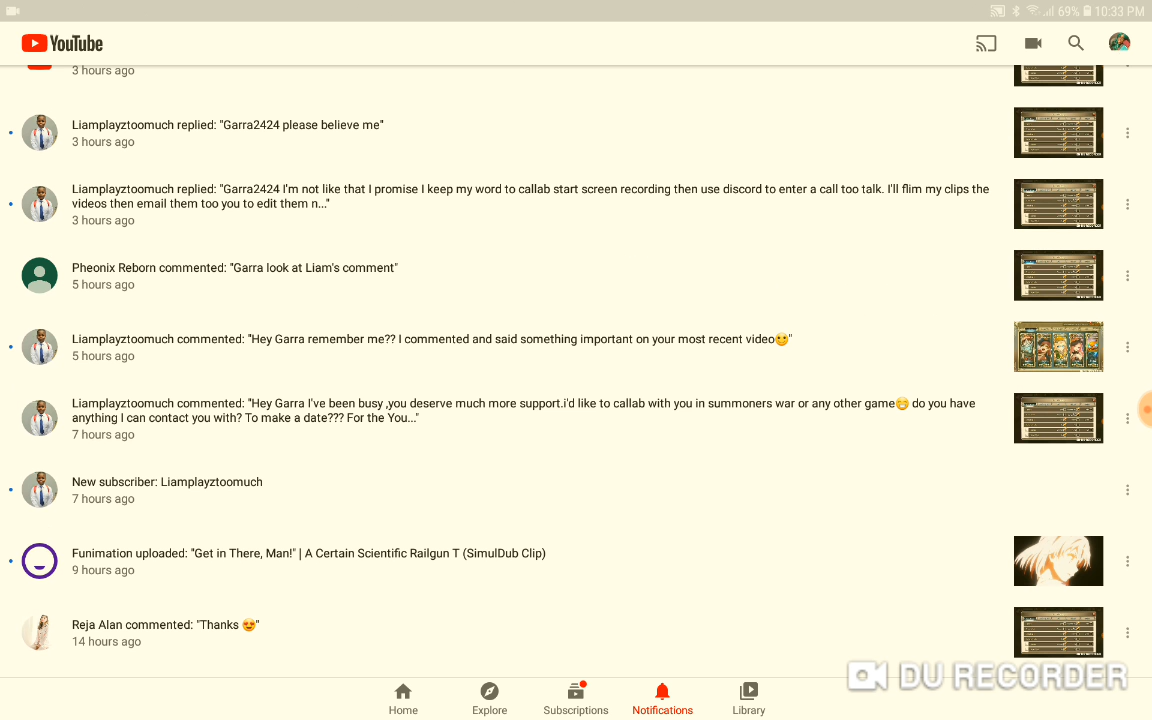 69% 10:33 PM
YouTube
3 hours ago
Liamplayztoomuch replied: "Garra2424 please believe me"
3 hours ago
Liamplayztoomuch replied: "Garra2424 I'm not like that I promise I keep my word to callab start screen recording then use discord to enter a call too talk. I'll flim my clips the
videos then email them too you to edit them n..."
3 hours ago
Pheonix Reborn commented: "Garra look at Liam's comment"
5 hours ago
Liamplayztoomuch commented: "Hey Garra remember me?? I commented and said something important on your most recent video🙂"
5 hours ago
Liamplayztoomuch commented: "Hey Garra I've been busy ,you deserve much more support.i'd like to callab with you in summoners war or any other game😁 do you have
anything I can contact you with? To make a date??? For the You..."
7 hours ago
New subscriber: Liamplayztoomuch
7 hours ago
Funimation uploaded: "Get in There, Man!" | A Certain Scientific Railgun T (SimulDub Clip)
9 hours ago
Reja Alan commented: "Thanks 😍"
14 hours ago
DU RECORDER
Home Explore Subscriptions Notifications Library